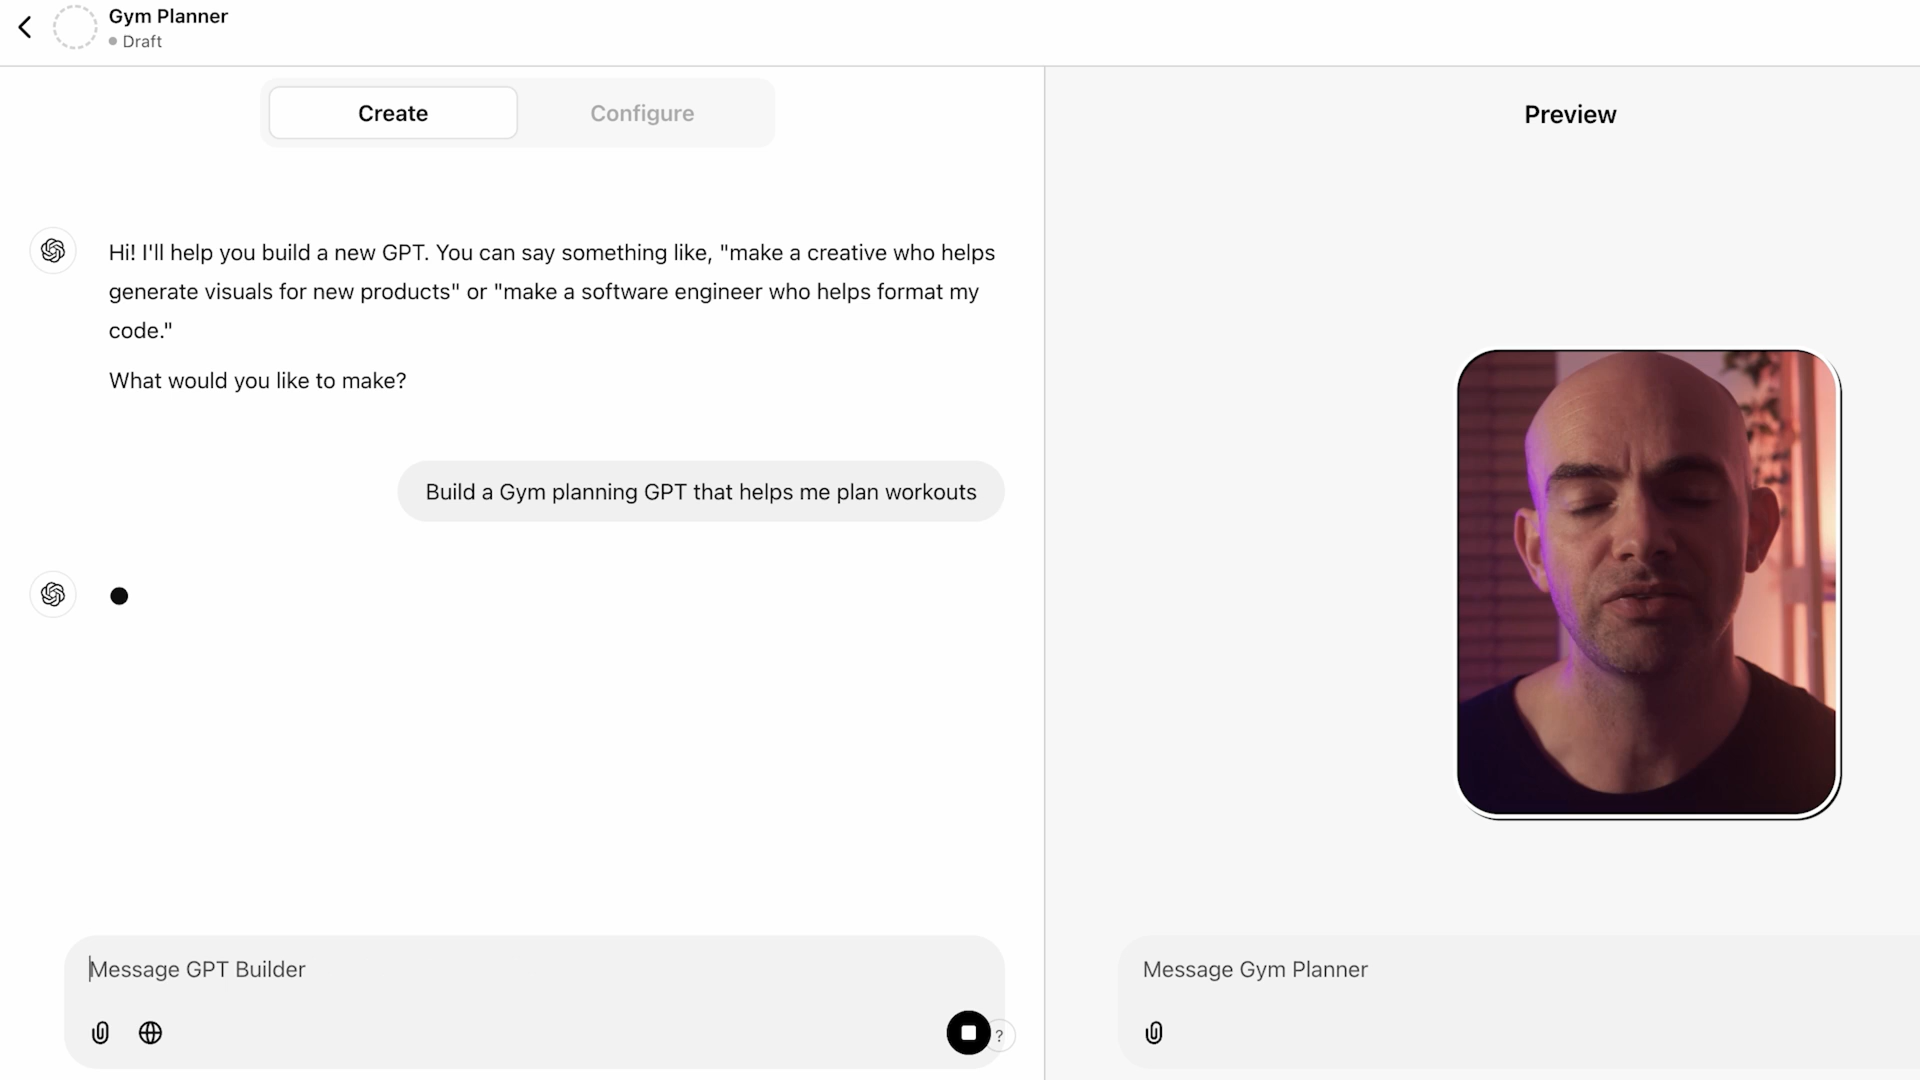 Gym Planner
Draft
Create
Configure
Preview
Hi! I'll help you build a new GPT. You can say something like, "make a creative who helps
generate visuals for new products" or "make a software engineer who helps format my
code."
What would you like to make?
Build a Gym planning GPT that helps me plan workouts
Message GPT Builder
?
Message Gym Planner